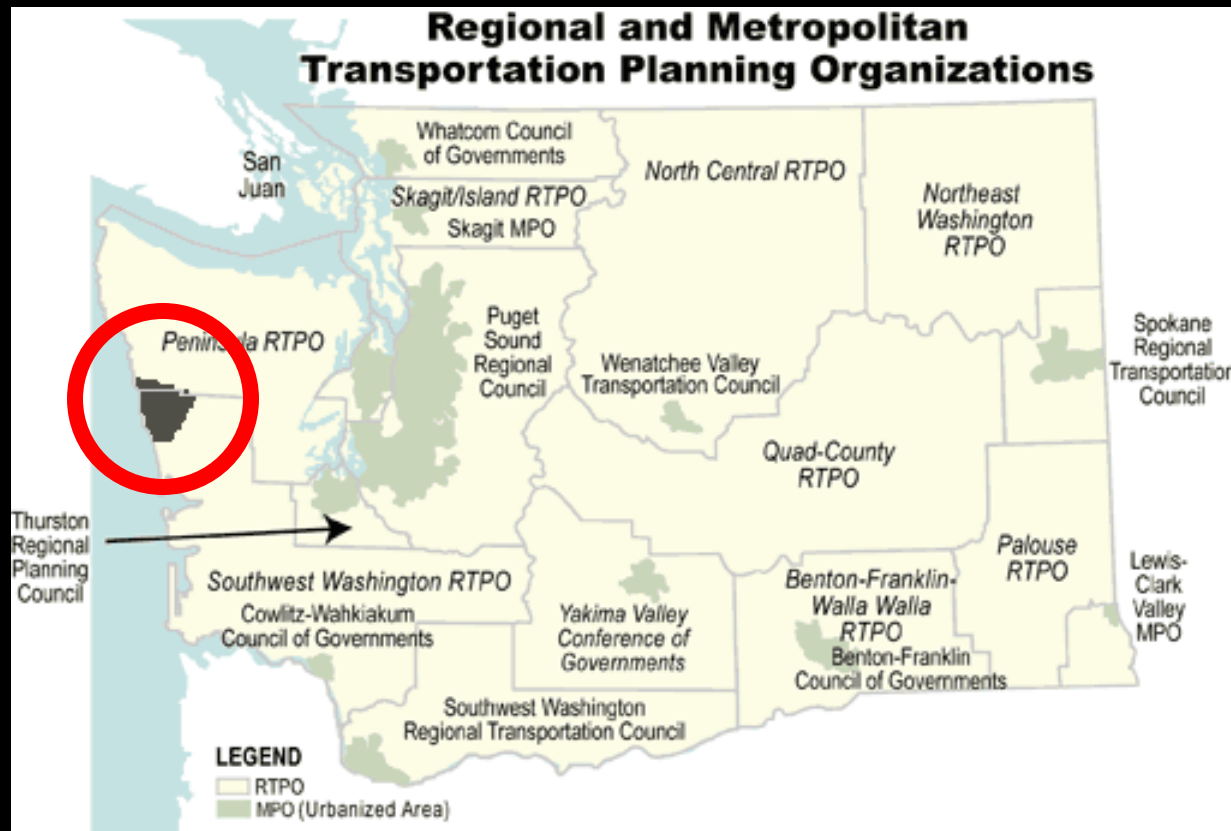 Regional and Metropolitan
Transportation Planning Organizations
Whatcom Council
of Governments
San
Juan
Skagit/Island RTPO
Skagit MPO
North Central RTPO
Northeast
Washington
RTPO
Peninsula RTPO
Puget
Sound
Regional
Council
Wenatchee Valley
Transportation Council
Spokane
Regional
Transportation
Council
Quad-County
RTPO
Thurston
Regional
Planning
Council
Southwest Washington RTPO
Cowlitz-Wahkiakum
Council of Governments
Yakima Valley
Conference of
Governments
Benton-Franklin-
Walla Walla
RTPO
Benton-Franklin
Council of Governments
Palouse
RTPO
Lewis-
Clark
Valley
MPO
Southwest Washington
Regional Transportation Council
LEGEND
RTPO
MPO (Urbanized Area)